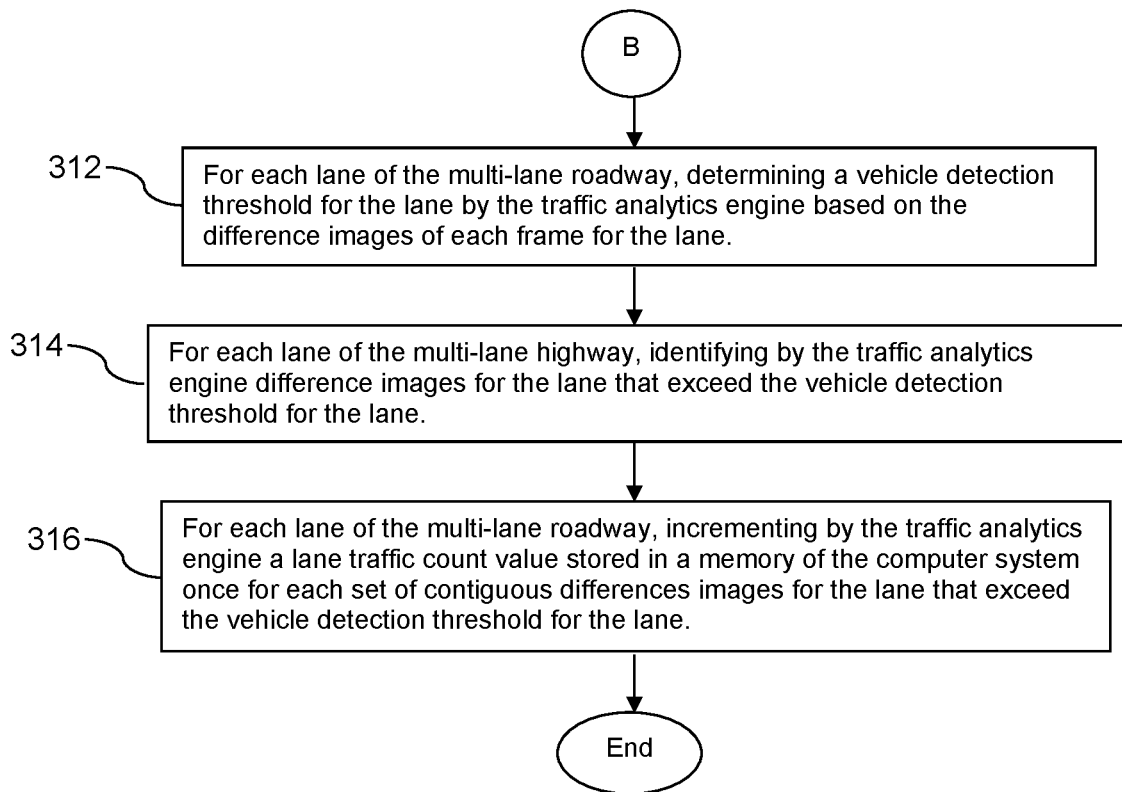 B
312
For each lane of the multi-lane roadway, determining a vehicle detection
threshold for the lane by the traffic analytics engine based on the
difference images of each frame for the lane.
314
For each lane of the multi-lane highway, identifying by the traffic analytics
engine difference images for the lane that exceed the vehicle detection
threshold for the lane.
316
For each lane of the multi-lane roadway, incrementing by the traffic analytics
engine a lane traffic count value stored in a memory of the computer system
once for each set of contiguous differences images for the lane that exceed
the vehicle detection threshold for the lane.
End